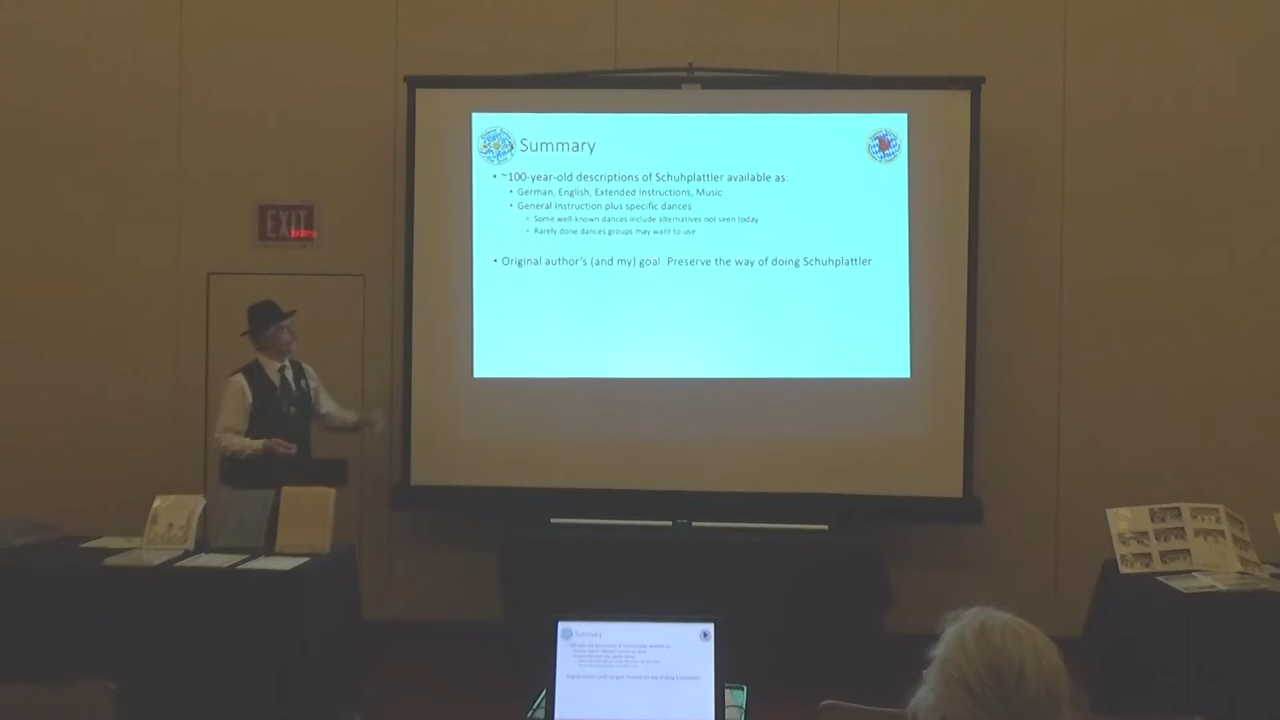 Summary
• ~100-year-old descriptions of Schuhplattler available as:
• German, English, Extended Instructions, Music
• General Instruction plus specific dances
• Some well-known dances include alternatives not seen today
• Rarely done dances groups may want to use
• Original author's (and my) goal: Preserve the way of doing Schuhplattler
EXIT
Summary